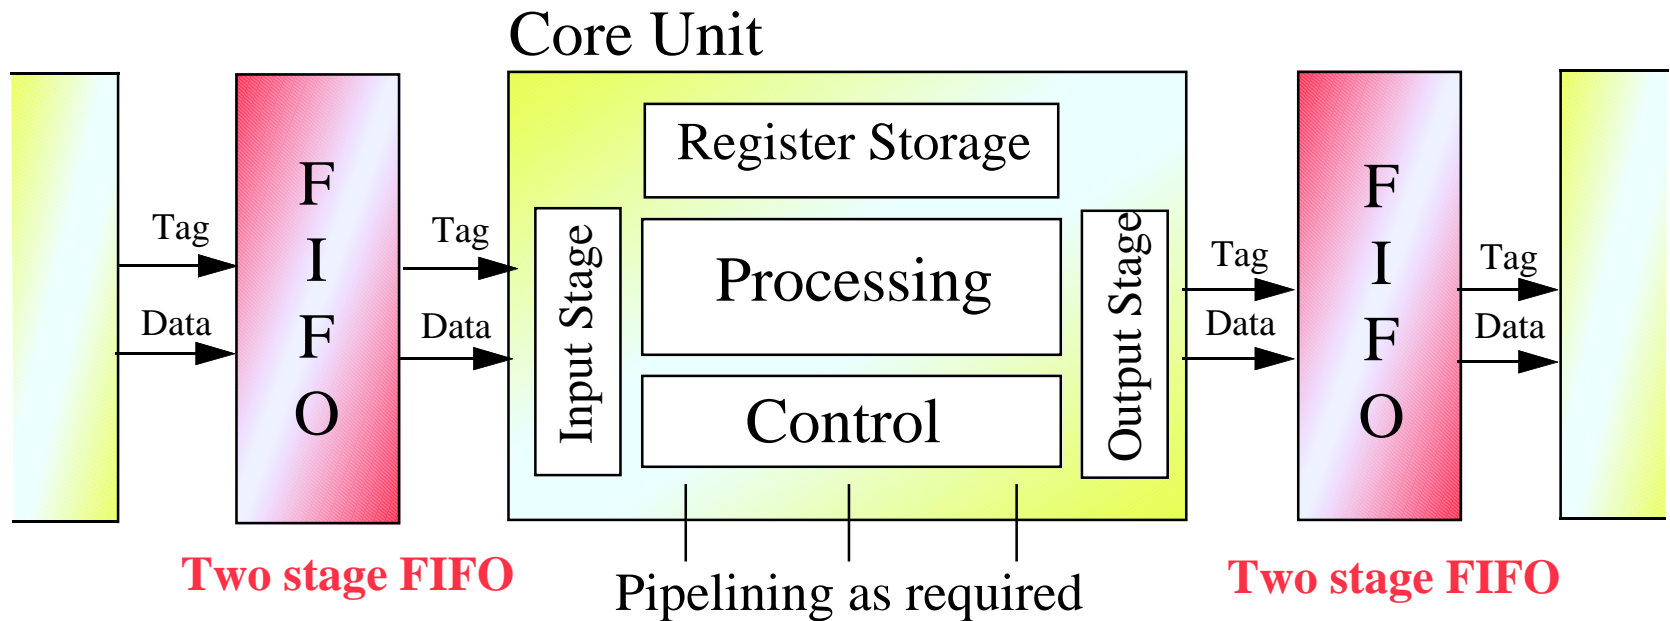 Core Unit
Tag
Data
F
I
F
O
Two stage FIFO
Tag
Data
Input Stage
Register Storage
Processing
Control
Output Stage
Pipelining as required
Tag
Data
F
I
F
O
Two stage FIFO
Tag
Data